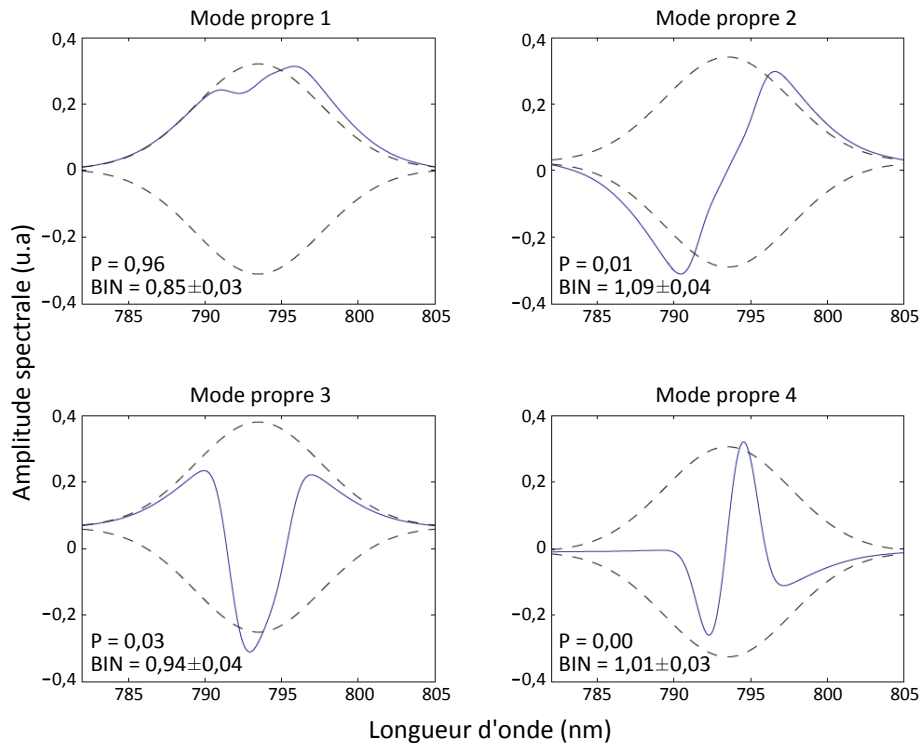 Mode propre 1
Mode propre 2
0,4
0,2
0
−0,2
−0,4
P = 0,96
BIN = 0,85±0,03
785 790 795 800 805
0,4
0,2
0
−0,2
−0,4
P = 0,01
BIN = 1,09±0,04
785 790 795 800 805
Amplitude spectrale (u.a)
Mode propre 3
Mode propre 4
0,4
0,2
0
−0,2
−0,4
P = 0,03
BIN = 0,94±0,04
785 790 795 800 805
0,4
0,2
0
−0,2
−0,4
P = 0,00
BIN = 1,01±0,03
785 790 795 800 805
Longueur d'onde (nm)